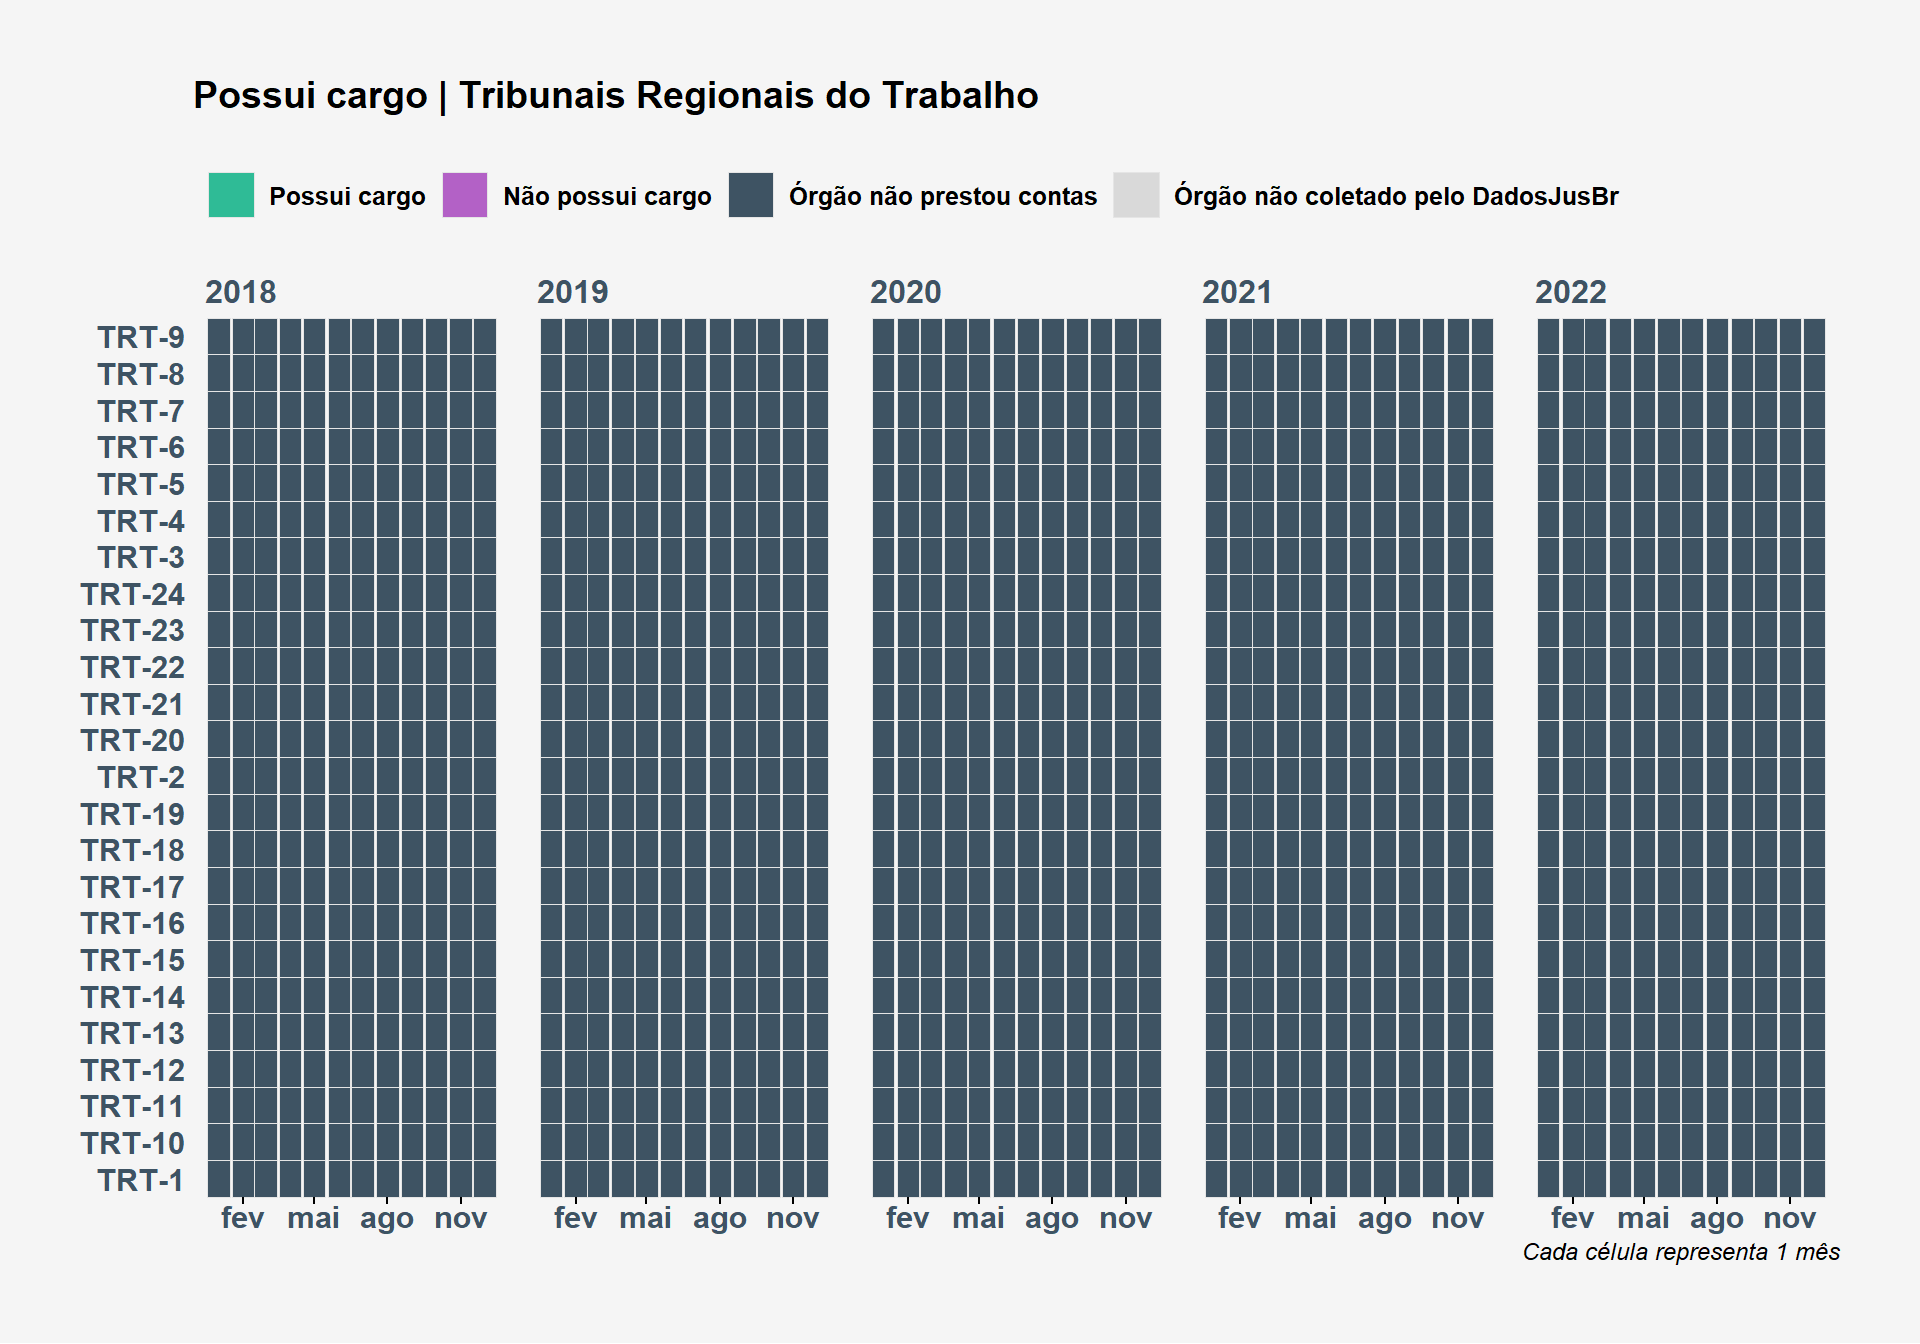 Possui cargo | Tribunais Regionais do Trabalho
Possui cargo Não possui cargo Órgão não prestou contas Órgão não coletado pelo DadosJusBr
2018 2019 2020 2021 2022
TRT-9
TRT-8
TRT-7
TRT-6
TRT-5
TRT-4
TRT-3
TRT-24
TRT-23
TRT-22
TRT-21
TRT-20
TRT-2
TRT-19
TRT-18
TRT-17
TRT-16
TRT-15
TRT-14
TRT-13
TRT-12
TRT-11
TRT-10
TRT-1
fev mai ago nov fev mai ago nov fev mai ago nov fev mai ago nov fev mai ago nov
Cada célula representa 1 mês